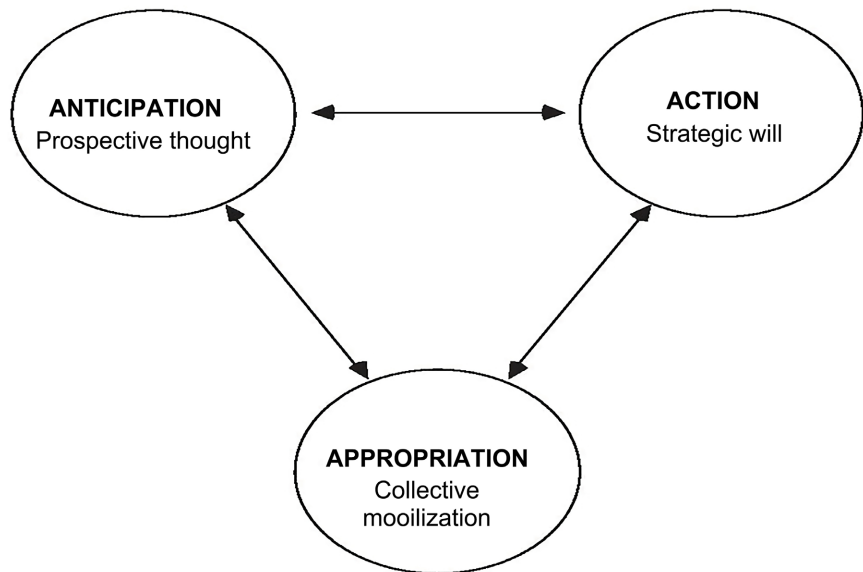 ANTICIPATION
Prospective thought
ACTION
Strategic will
APPROPRIATION
Collective
mooilization